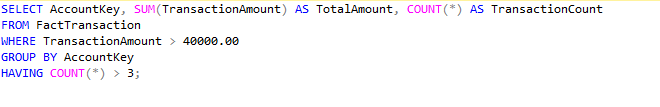 SELECT AccountKey, SUM(TransactionAmount) AS TotalAmount, COUNT(*) AS TransactionCount
FROM FactTransaction
WHERE TransactionAmount > 40000.00
GROUP BY AccountKey
HAVING COUNT(*) > 3;